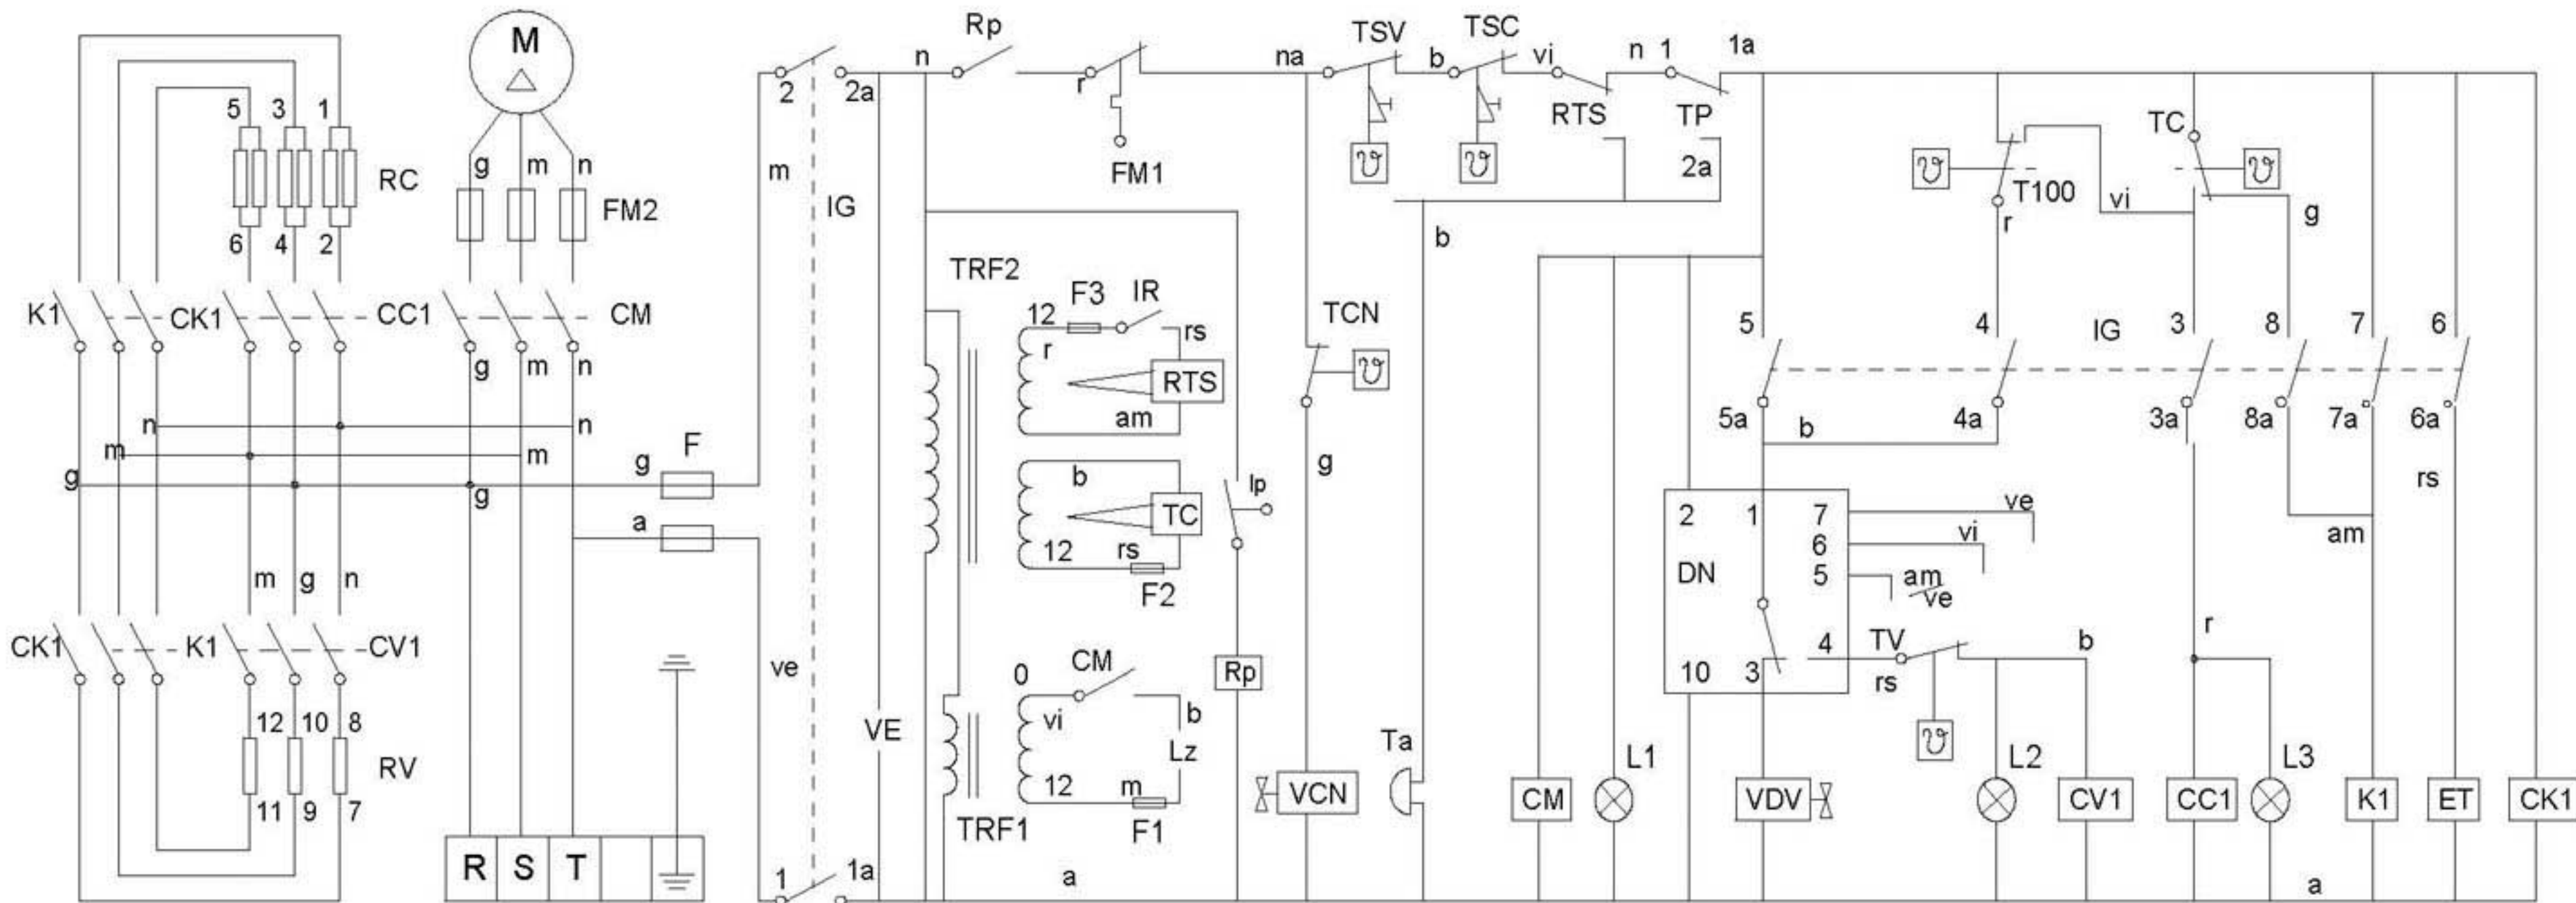 M
Rp
TSV
TSC
n
na
b
vi
n
1
1a
2
2a
r
RTS
TP
TC
5
3
1
g
m
n
RC
FM2
m
IG
FM1
ϑ
ϑ
2a
ϑ
T100
vi
ϑ
g
6
4
2
r
b
TRF2
K1
CK1
CC1
CM
12
F3
IR
rs
r
RTS
am
TCN
ϑ
5
4
IG
3
8
7
6
g
m
n
5a
4a
3a
8a
7a
6a
b
n
n
m
m
g
g
F
g
g
b
TC
12
rs
F2
Ip
rs
a
2
1
7
ve
6
vi
DN
5
am
ve
am
m
g
n
CK1
K1
CV1
ve
0
CM
vi
b
Lz
12
m
F1
Rp
10
3
4
TV
rs
b
r
ϑ
12
10
8
RV
11
9
7
VE
TRF1
VCN
Ta
CM
L1
VDV
L2
CV1
CC1
L3
K1
ET
CK1
R
S
T
1
1a
a
a